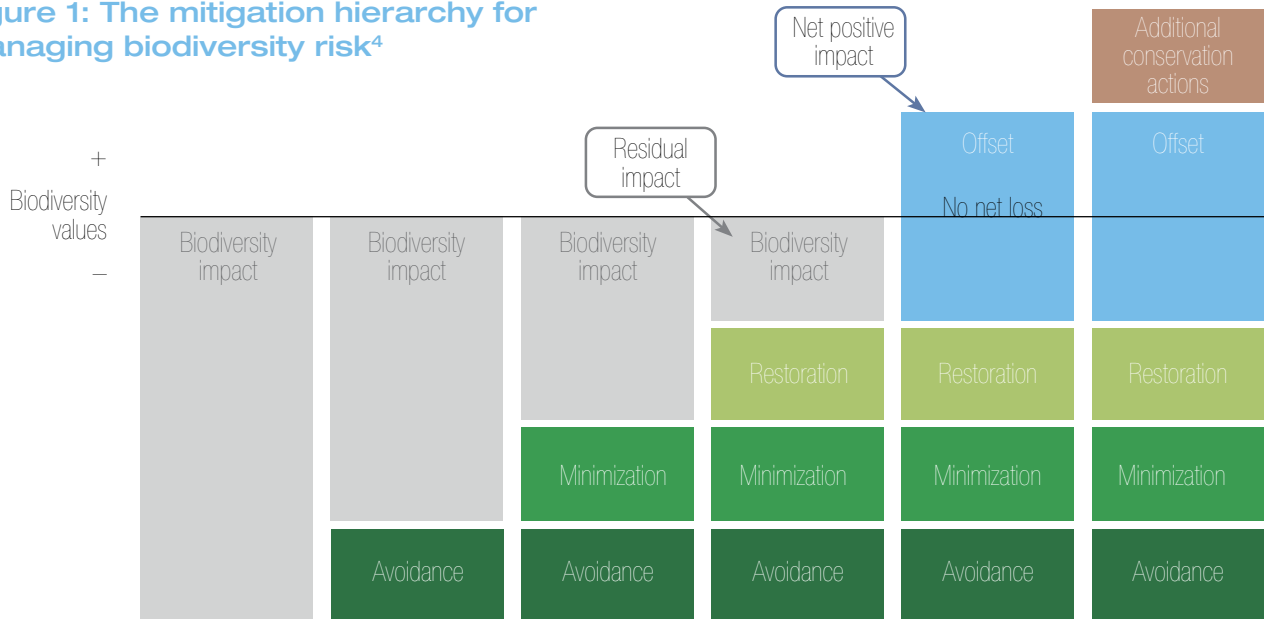 gure 1: The mitigation hierarchy for
anaging biodiversity risk4
Net positive
impact
Additional
conservation
actions
Residual
impact
Offset
Offset
+
Biodiversity
values
–
No net loss
Biodiversity
impact
Biodiversity
impact
Biodiversity
impact
Biodiversity
impact
Restoration
Restoration
Restoration
Minimization
Minimization
Minimization
Minimization
Avoidance
Avoidance
Avoidance
Avoidance
Avoidance